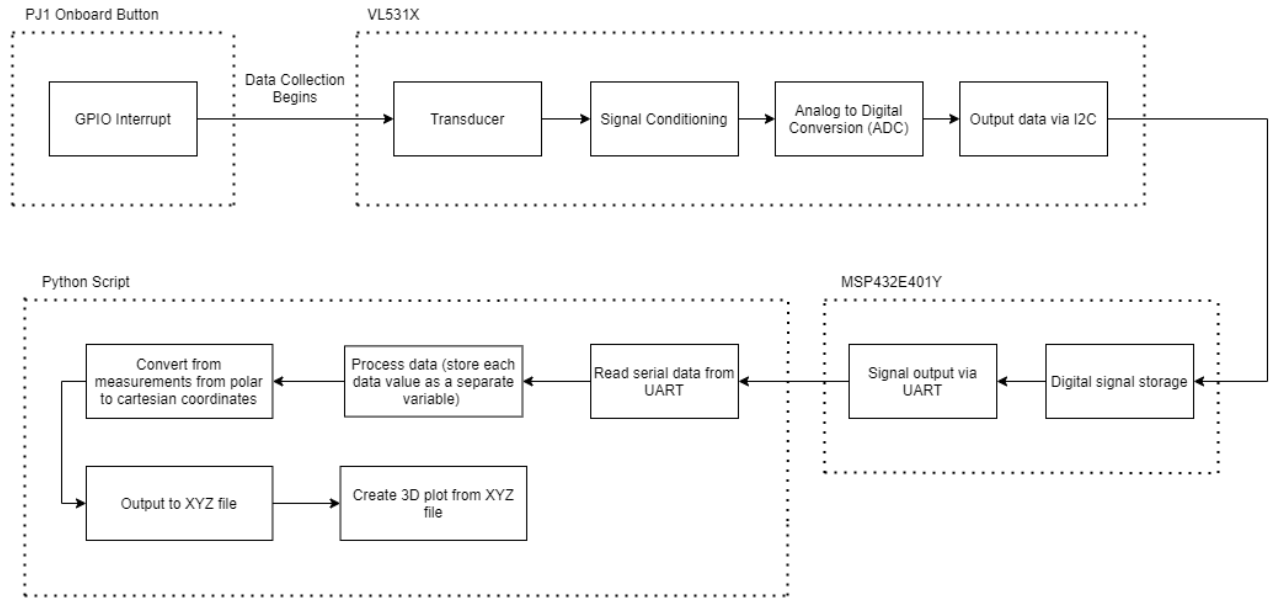 PJ1 Onboard Button
VL531X
GPIO Interrupt
Data Collection
Begins
Transducer
Signal Conditioning
Analog to Digital
Conversion (ADC)
Output data via I2C
Python Script
MSP432E401Y
Convert from
measurements from polar
to cartesian coordinates
Process data (store each
data value as a separate
variable)
Read serial data from
UART
Signal output via
UART
Digital signal storage
Output to XYZ file
Create 3D plot from XYZ
file